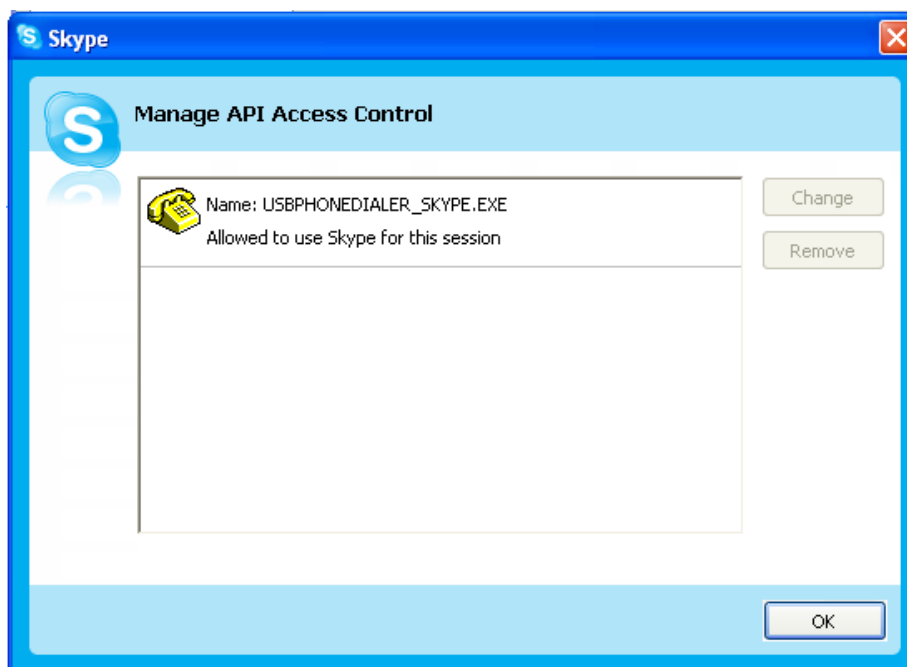 Skype
Manage API Access Control
Name: USBPHONEDIALER_SKYPE.EXE
Allowed to use Skype for this session
Change
Remove
OK